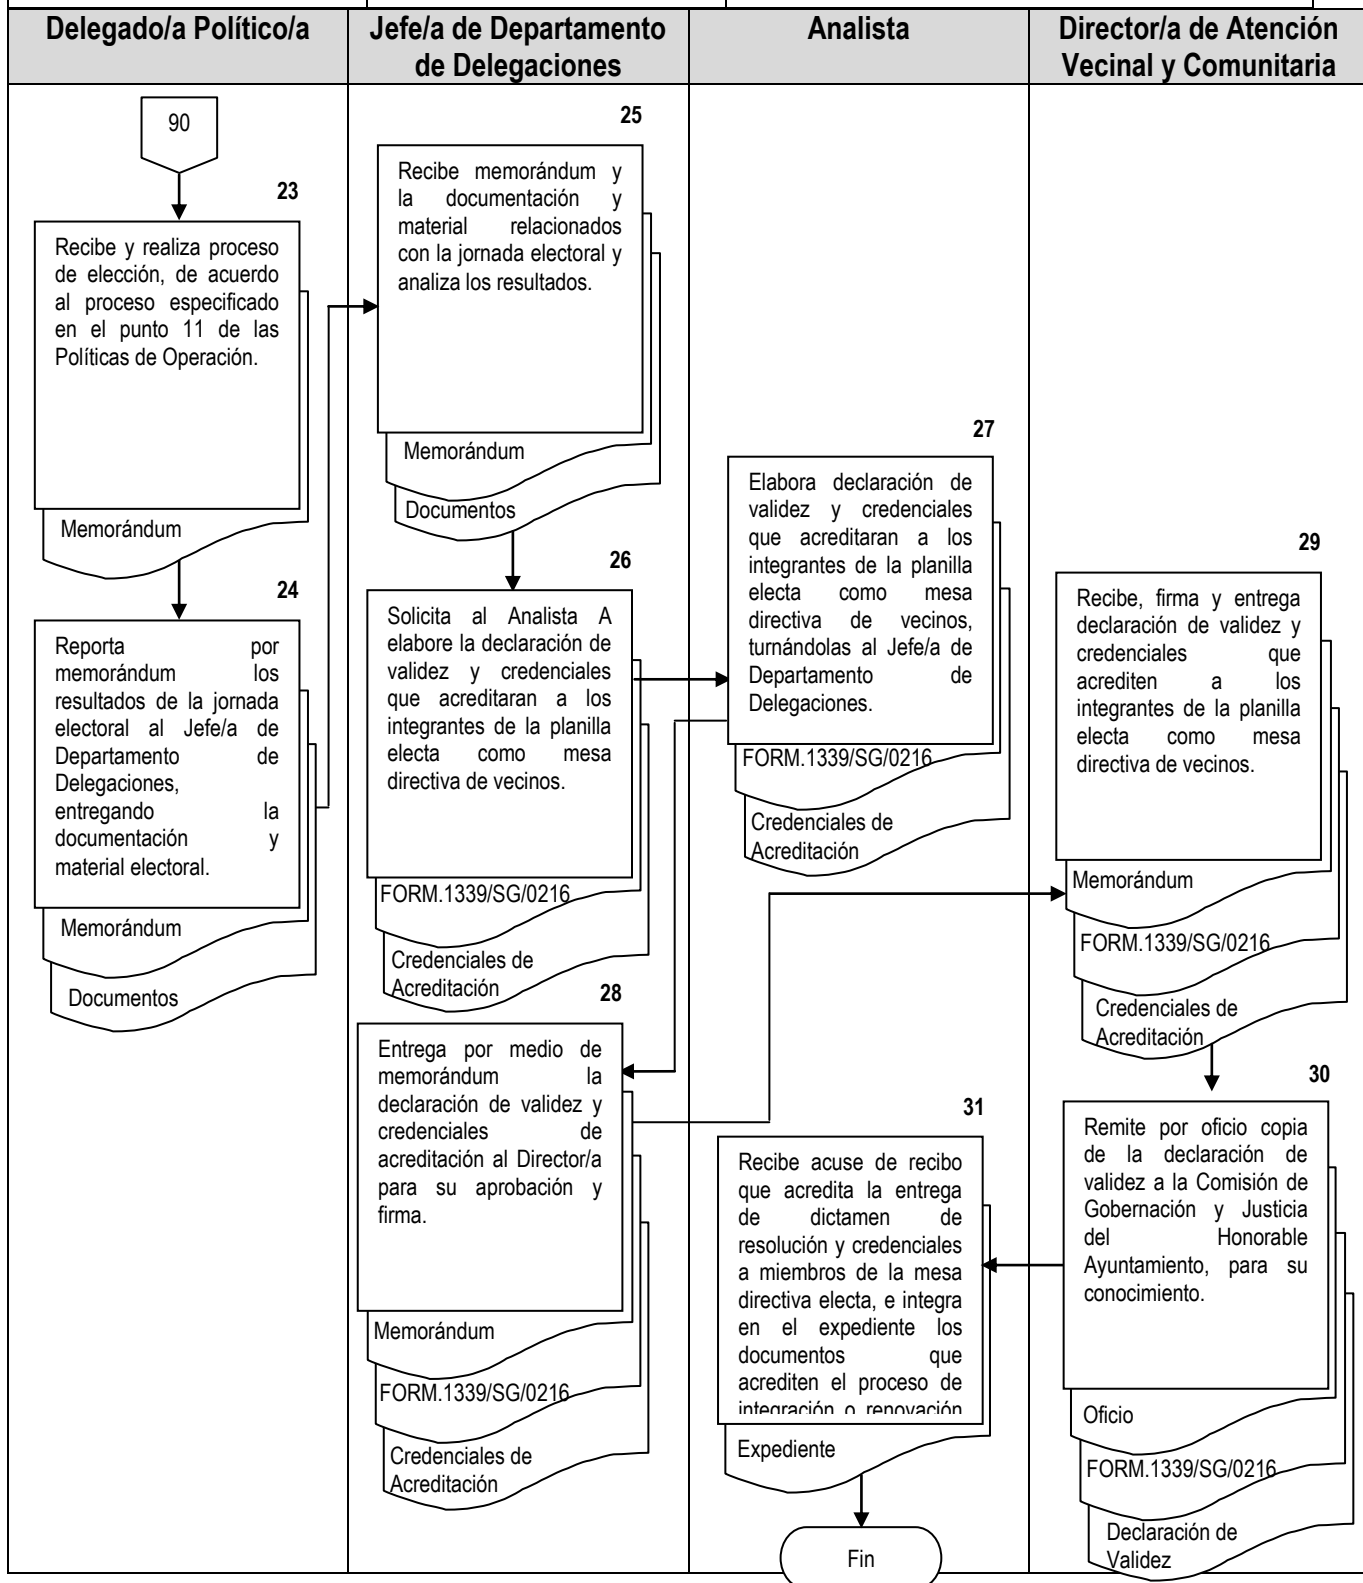 Delegado/a Político/a
Jefe/a de Departamento
de Delegaciones
Analista
Director/a de Atención
Vecinal y Comunitaria
90
23
Recibe y realiza proceso
de elección, de acuerdo
al proceso especificado
en el punto 11 de las
Políticas de Operación.
Memorándum
24
Reporta por
memorándum los
resultados de la jornada
electoral al Jefe/a de
Departamento de
Delegaciones,
entregando la
documentación y
material electoral.
Memorándum
Documentos
25
Recibe memorándum y
la documentación y
material relacionados
con la jornada electoral y
analiza los resultados.
Memorándum
Documentos
26
Solicita al Analista A
elabore la declaración de
validez y credenciales
que acreditaran a los
integrantes de la planilla
electa como mesa
directiva de vecinos.
FORM.1339/SG/0216
Credenciales de
Acreditación
27
Elabora declaración de
validez y credenciales
que acreditaran a los
integrantes de la planilla
electa como mesa
directiva de vecinos,
turnándolas al Jefe/a de
Departamento de
Delegaciones.
FORM.1339/SG/0216
Credenciales de
Acreditación
28
Entrega por medio de
memorándum la
declaración de validez y
credenciales de
acreditación al Director/a
para su aprobación y
firma.
Memorándum
FORM.1339/SG/0216
Credenciales de
Acreditación
29
Recibe, firma y entrega
declaración de validez y
credenciales que
acrediten a los
integrantes de la planilla
electa como mesa
directiva de vecinos.
Memorándum
FORM.1339/SG/0216
Credenciales de
Acreditación
30
Remite por oficio copia
de la declaración de
validez a la Comisión de
Gobernación y Justicia
del Honorable
Ayuntamiento, para su
conocimiento.
Oficio
FORM.1339/SG/0216
Declaración de
Validez
31
Recibe acuse de recibo
que acredita la entrega
de dictamen de
resolución y credenciales
a miembros de la mesa
directiva electa, e integra
en el expediente los
documentos que
acrediten el proceso de
integración o renovación
Expediente
Fin